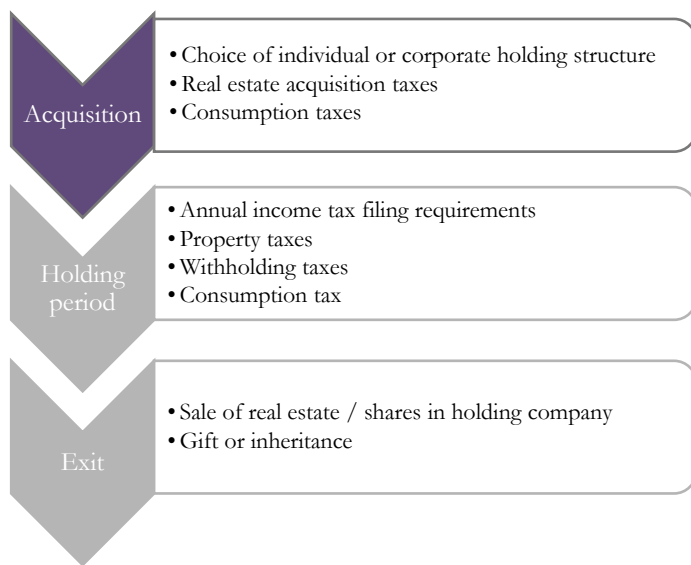 Acquisition
• Choice of individual or corporate holding structure
• Real estate acquisition taxes
• Consumption taxes
Holding
period
• Annual income tax filing requirements
• Property taxes
• Withholding taxes
• Consumption tax
Exit
• Sale of real estate / shares in holding company
• Gift or inheritance